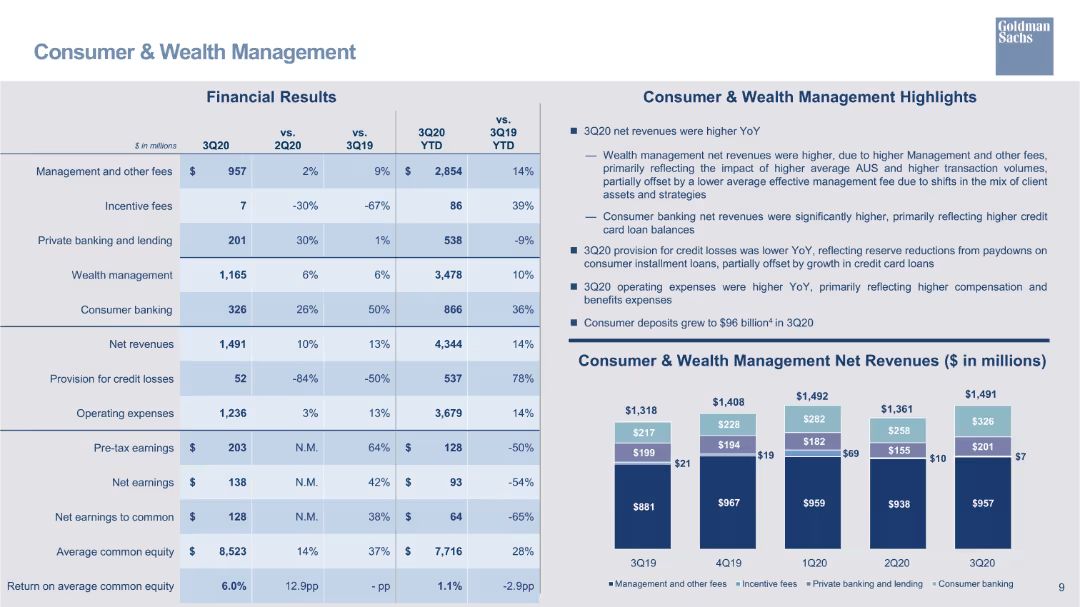 Goldman
Sachs
Consumer & Wealth Management
Financial Results
$ in millions 3Q20 vs. 2Q20 vs. 3Q19 3Q20 YTD vs. 3Q19 YTD
Management and other fees $ 957 2% 9% $ 2,854 14%
Incentive fees 7 -30% -67% 86 39%
Private banking and lending 201 30% 1% 538 -9%
Wealth management 1,165 6% 6% 3,478 10%
Consumer banking 326 26% 50% 866 36%
Net revenues 1,491 10% 13% 4,344 14%
Provision for credit losses 52 -84% -50% 537 78%
Operating expenses 1,236 3% 13% 3,679 14%
Pre-tax earnings $ 203 N.M. 64% $ 128 -50%
Net earnings $ 138 N.M. 42% $ 93 -54%
Net earnings to common $ 128 N.M. 38% $ 64 -65%
Average common equity $ 8,523 14% 37% $ 7,716 28%
Return on average common equity 6.0% 12.9pp - pp 1.1% -2.9pp
Consumer & Wealth Management Highlights
■ 3Q20 net revenues were higher YoY
— Wealth management net revenues were higher, due to higher Management and other fees,
primarily reflecting the impact of higher average AUS and higher transaction volumes,
partially offset by a lower average effective management fee due to shifts in the mix of client
assets and strategies
— Consumer banking net revenues were significantly higher, primarily reflecting higher credit
card loan balances
■ 3Q20 provision for credit losses was lower YoY, reflecting reserve reductions from paydowns on
consumer installment loans, partially offset by growth in credit card loans
■ 3Q20 operating expenses were higher YoY, primarily reflecting higher compensation and
benefits expenses
■ Consumer deposits grew to $96 billion⁴ in 3Q20
Consumer & Wealth Management Net Revenues ($ in millions)
$1,318 $1,408 $1,492 $1,361 $1,491
$217 $228 $282 $258 $326
$199 $194 $182 $155 $201
$21 $19 $69 $10 $7
$881 $967 $959 $938 $957
3Q19 4Q19 1Q20 2Q20 3Q20
Management and other fees Incentive fees Private banking and lending Consumer banking
9